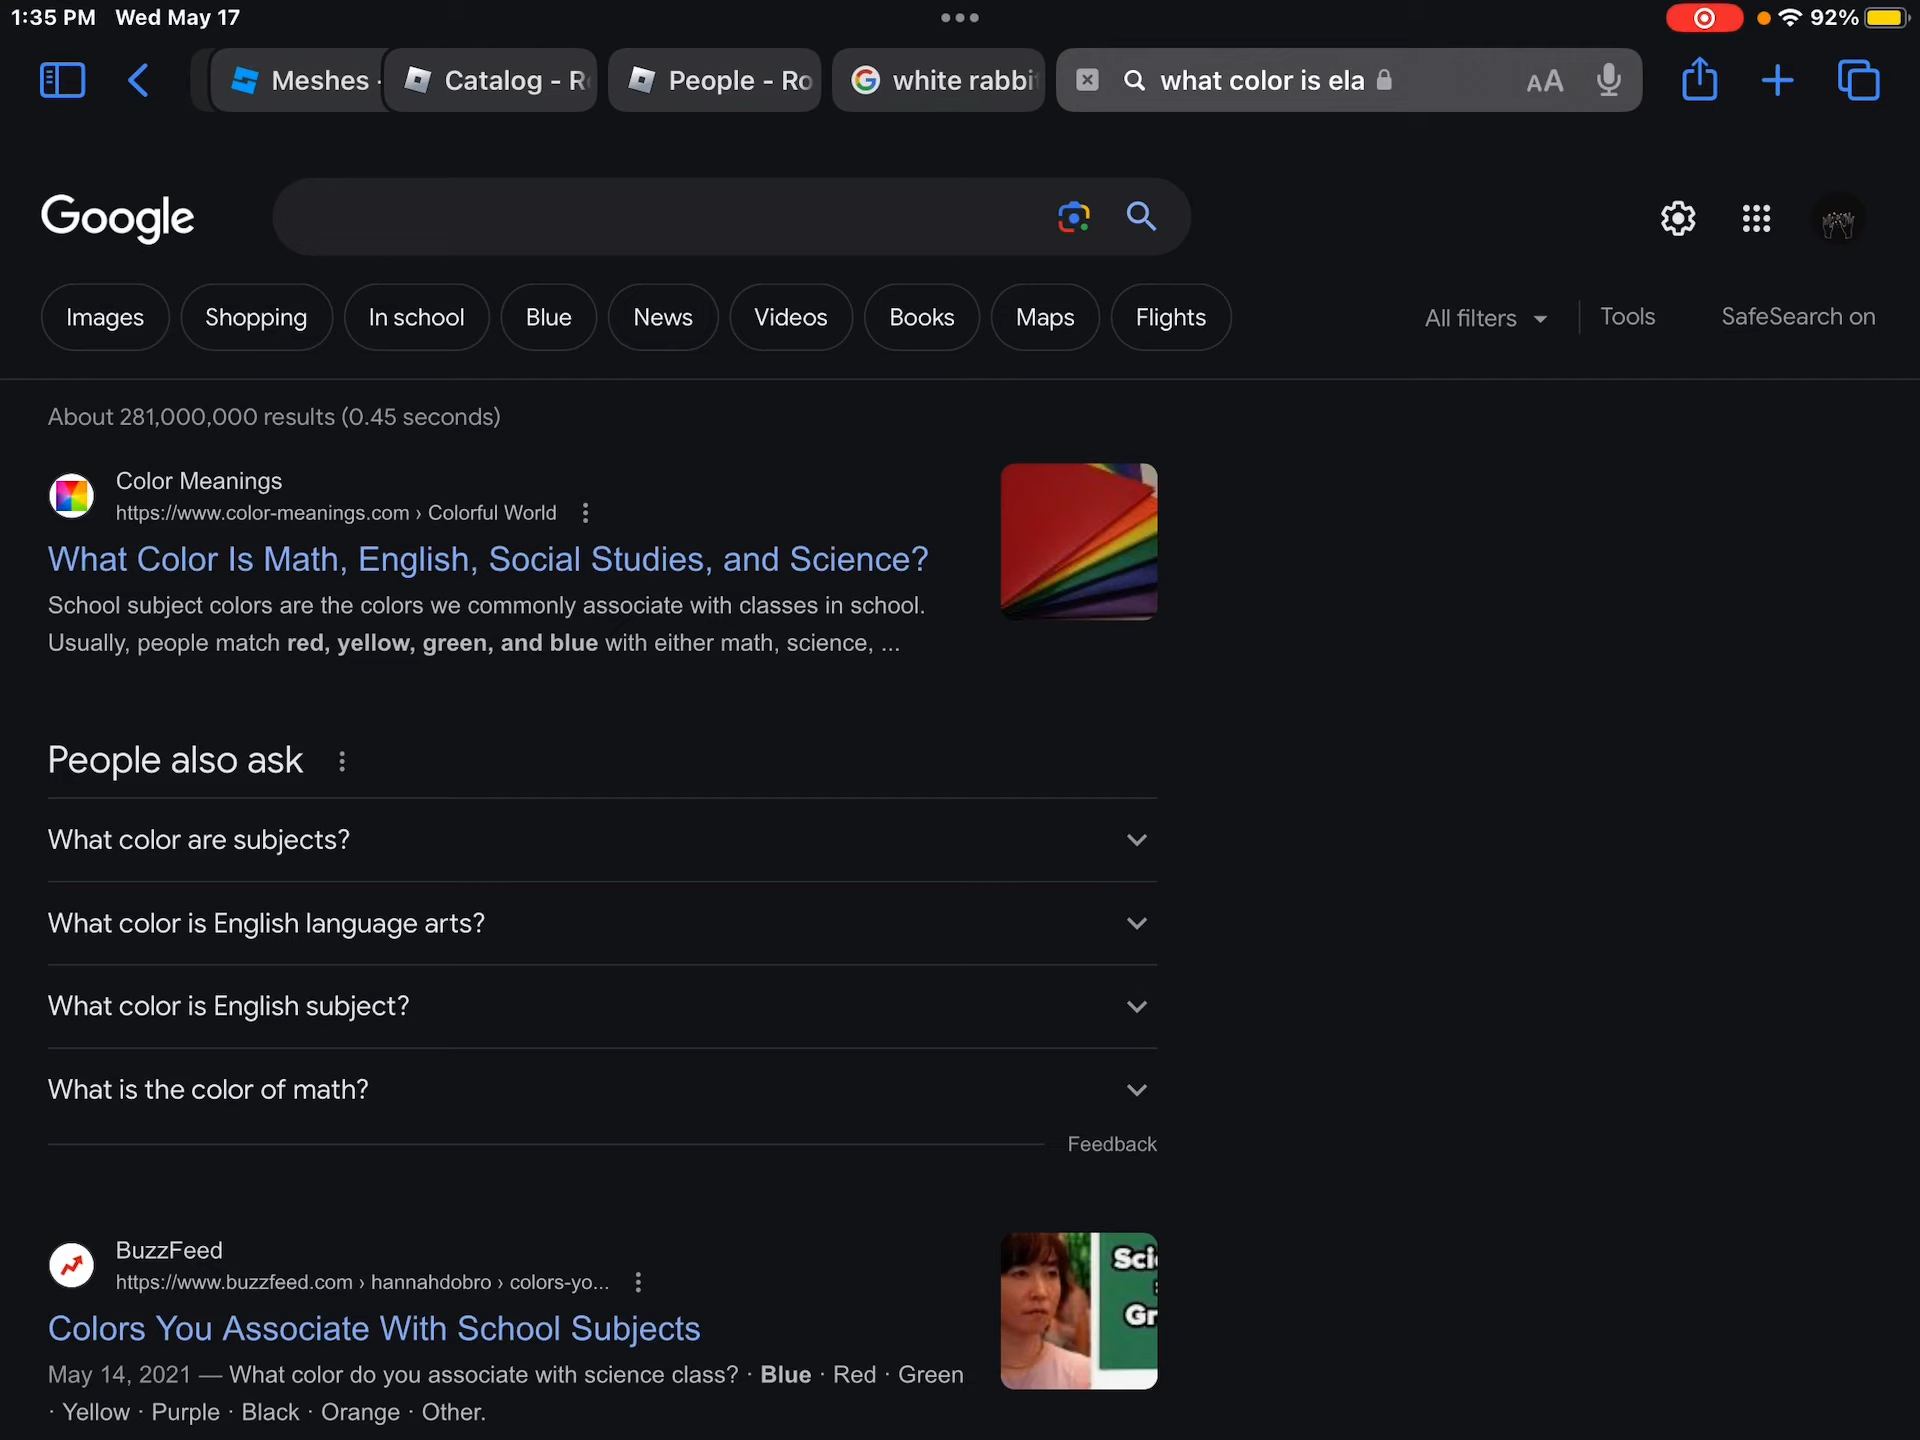 1:35 PM Wed May 17
92%
Meshes ·
Catalog - R
People - Ro
white rabbi
what color is ela
AA
Google
Images
Shopping
In school
Blue
News
Videos
Books
Maps
Flights
All filters
Tools
SafeSearch on
About 281,000,000 results (0.45 seconds)
Color Meanings
https://www.color-meanings.com › Colorful World
What Color Is Math, English, Social Studies, and Science?
School subject colors are the colors we commonly associate with classes in school.
Usually, people match red, yellow, green, and blue with either math, science, ...
People also ask
What color are subjects?
What color is English language arts?
What color is English subject?
What is the color of math?
Feedback
BuzzFeed
https://www.buzzfeed.com › hannahdobro › colors-yo...
Colors You Associate With School Subjects
May 14, 2021 — What color do you associate with science class? · Blue · Red · Green
· Yellow · Purple · Black · Orange · Other.
Sci
Gr